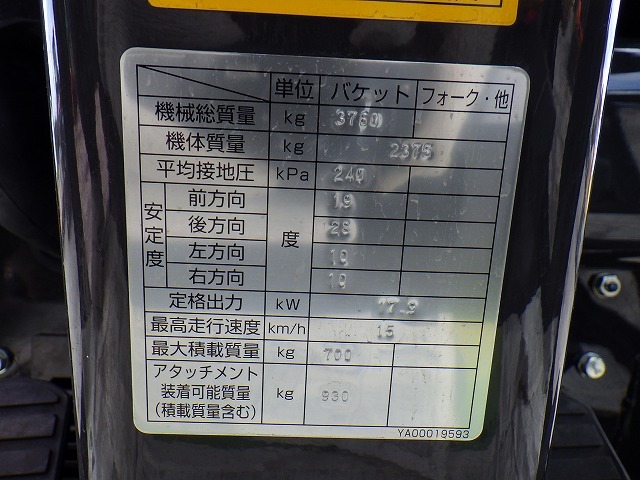 単位 バケット フォーク・他
機械総質量 kg 3760
機体質量 kg 2375
平均接地圧 kPa 240
安定度 度
前方向 19
後方向 28
左方向 19
右方向 19
定格出力 kW 17.9
最高走行速度 km/h 15
最大積載質量 kg 700
アタッチメント
装着可能質量 kg 930
(積載質量含む)
YA00019593